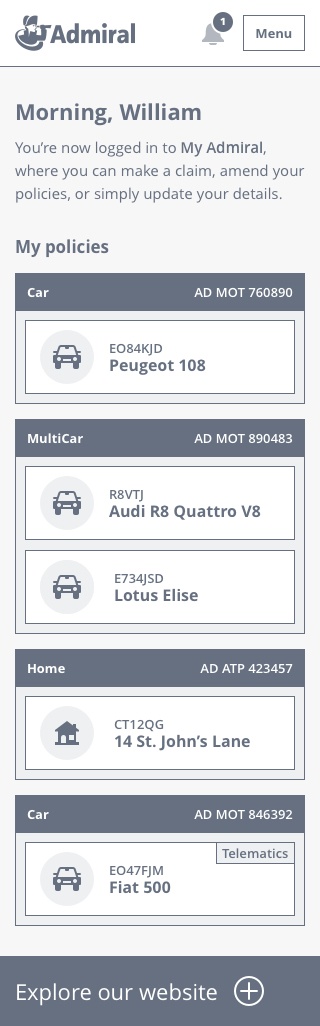 Admiral
1
Menu
Morning, William
You're now logged in to My Admiral,
where you can make a claim, amend your
policies, or simply update your details.
My policies
Car AD MOT 760890
EO84KJD
Peugeot 108
MultiCar AD MOT 890483
R8VTJ
Audi R8 Quattro V8
E734JSD
Lotus Elise
Home AD ATP 423457
CT12QG
14 St. John’s Lane
Car AD MOT 846392
Telematics
EO47FJM
Fiat 500
Explore our website